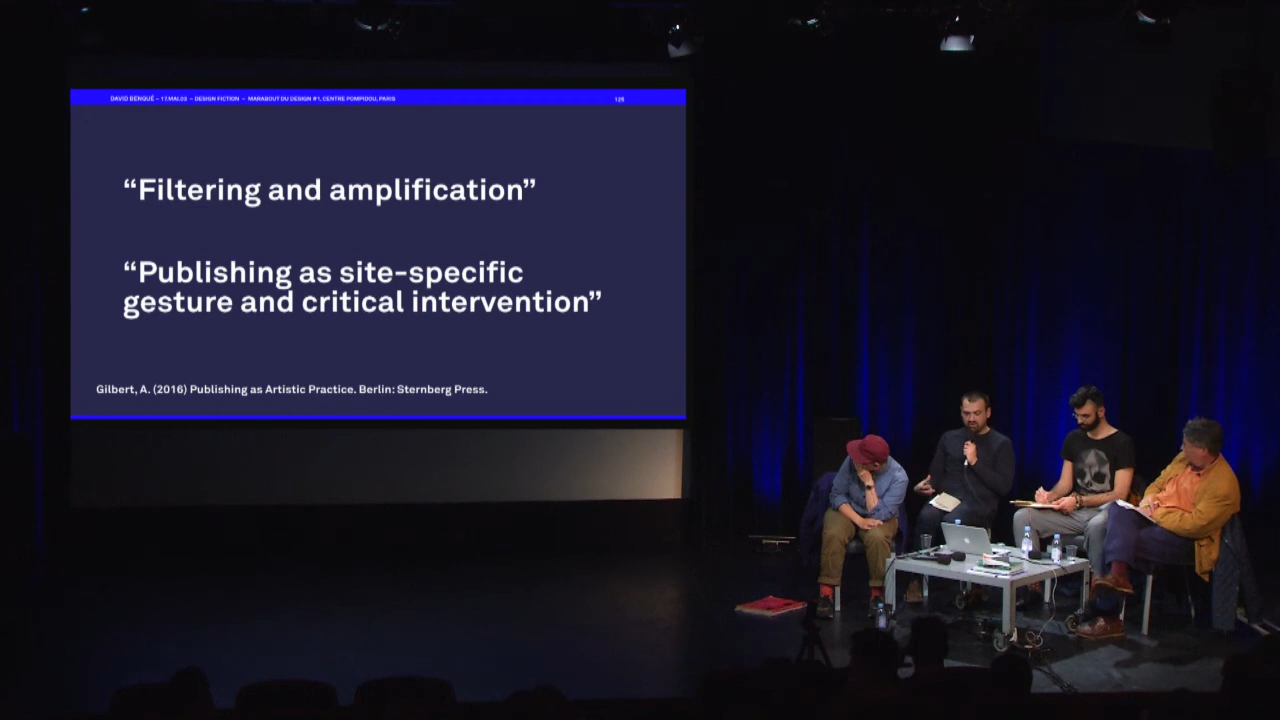 DAVID BENQUÉ – 17.MAI.03 – DESIGN FICTION – MARABOUT DU DESIGN #1, CENTRE POMPIDOU, PARIS
125
“Filtering and amplification”
“Publishing as site-specific
gesture and critical intervention”
Gilbert, A. (2016) Publishing as Artistic Practice. Berlin: Sternberg Press.